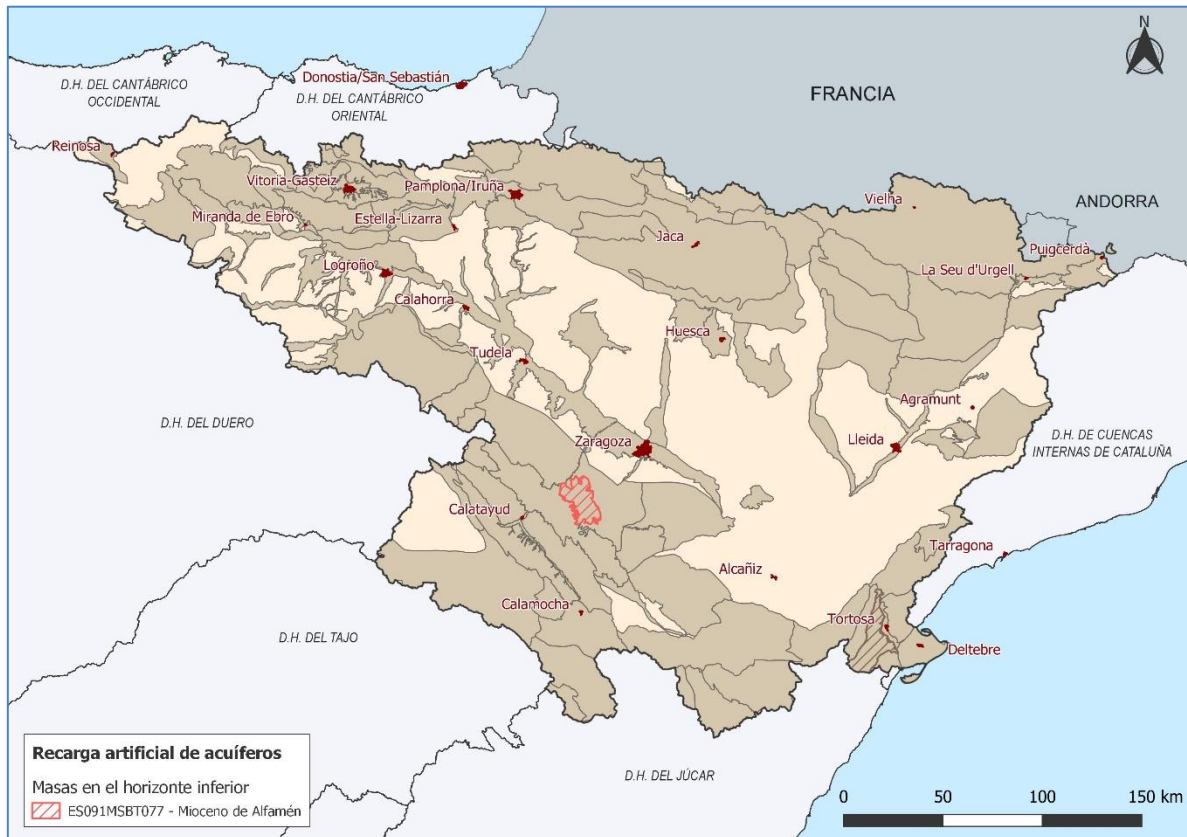 N
Donostia/San Sebastián
D.H. DEL CANTÁBRICO
OCCIDENTAL
D.H. DEL CANTÁBRICO
ORIENTAL
FRANCIA
Reinosa
Vitoria-Gasteiz
Pamplona/Iruña
Vielha
ANDORRA
Miranda de Ebro
Estella-Lizarra
Jaca
Puigcerdà
Logroño
La Seu d'Urgell
Calahorra
Huesca
Tudela
Agramunt
D.H. DEL DUERO
Zaragoza
Lleida
D.H. DE CUENCAS
INTERNAS DE CATALUÑA
Calatayud
Tarragona
Alcañiz
Calamocha
Tortosa
D.H. DEL TAJO
Deltebre
Recarga artificial de acuíferos
Masas en el horizonte inferior
ES091MSBT077 - Mioceno de Alfamén
D.H. DEL JÚCAR
0 50 100 150 km